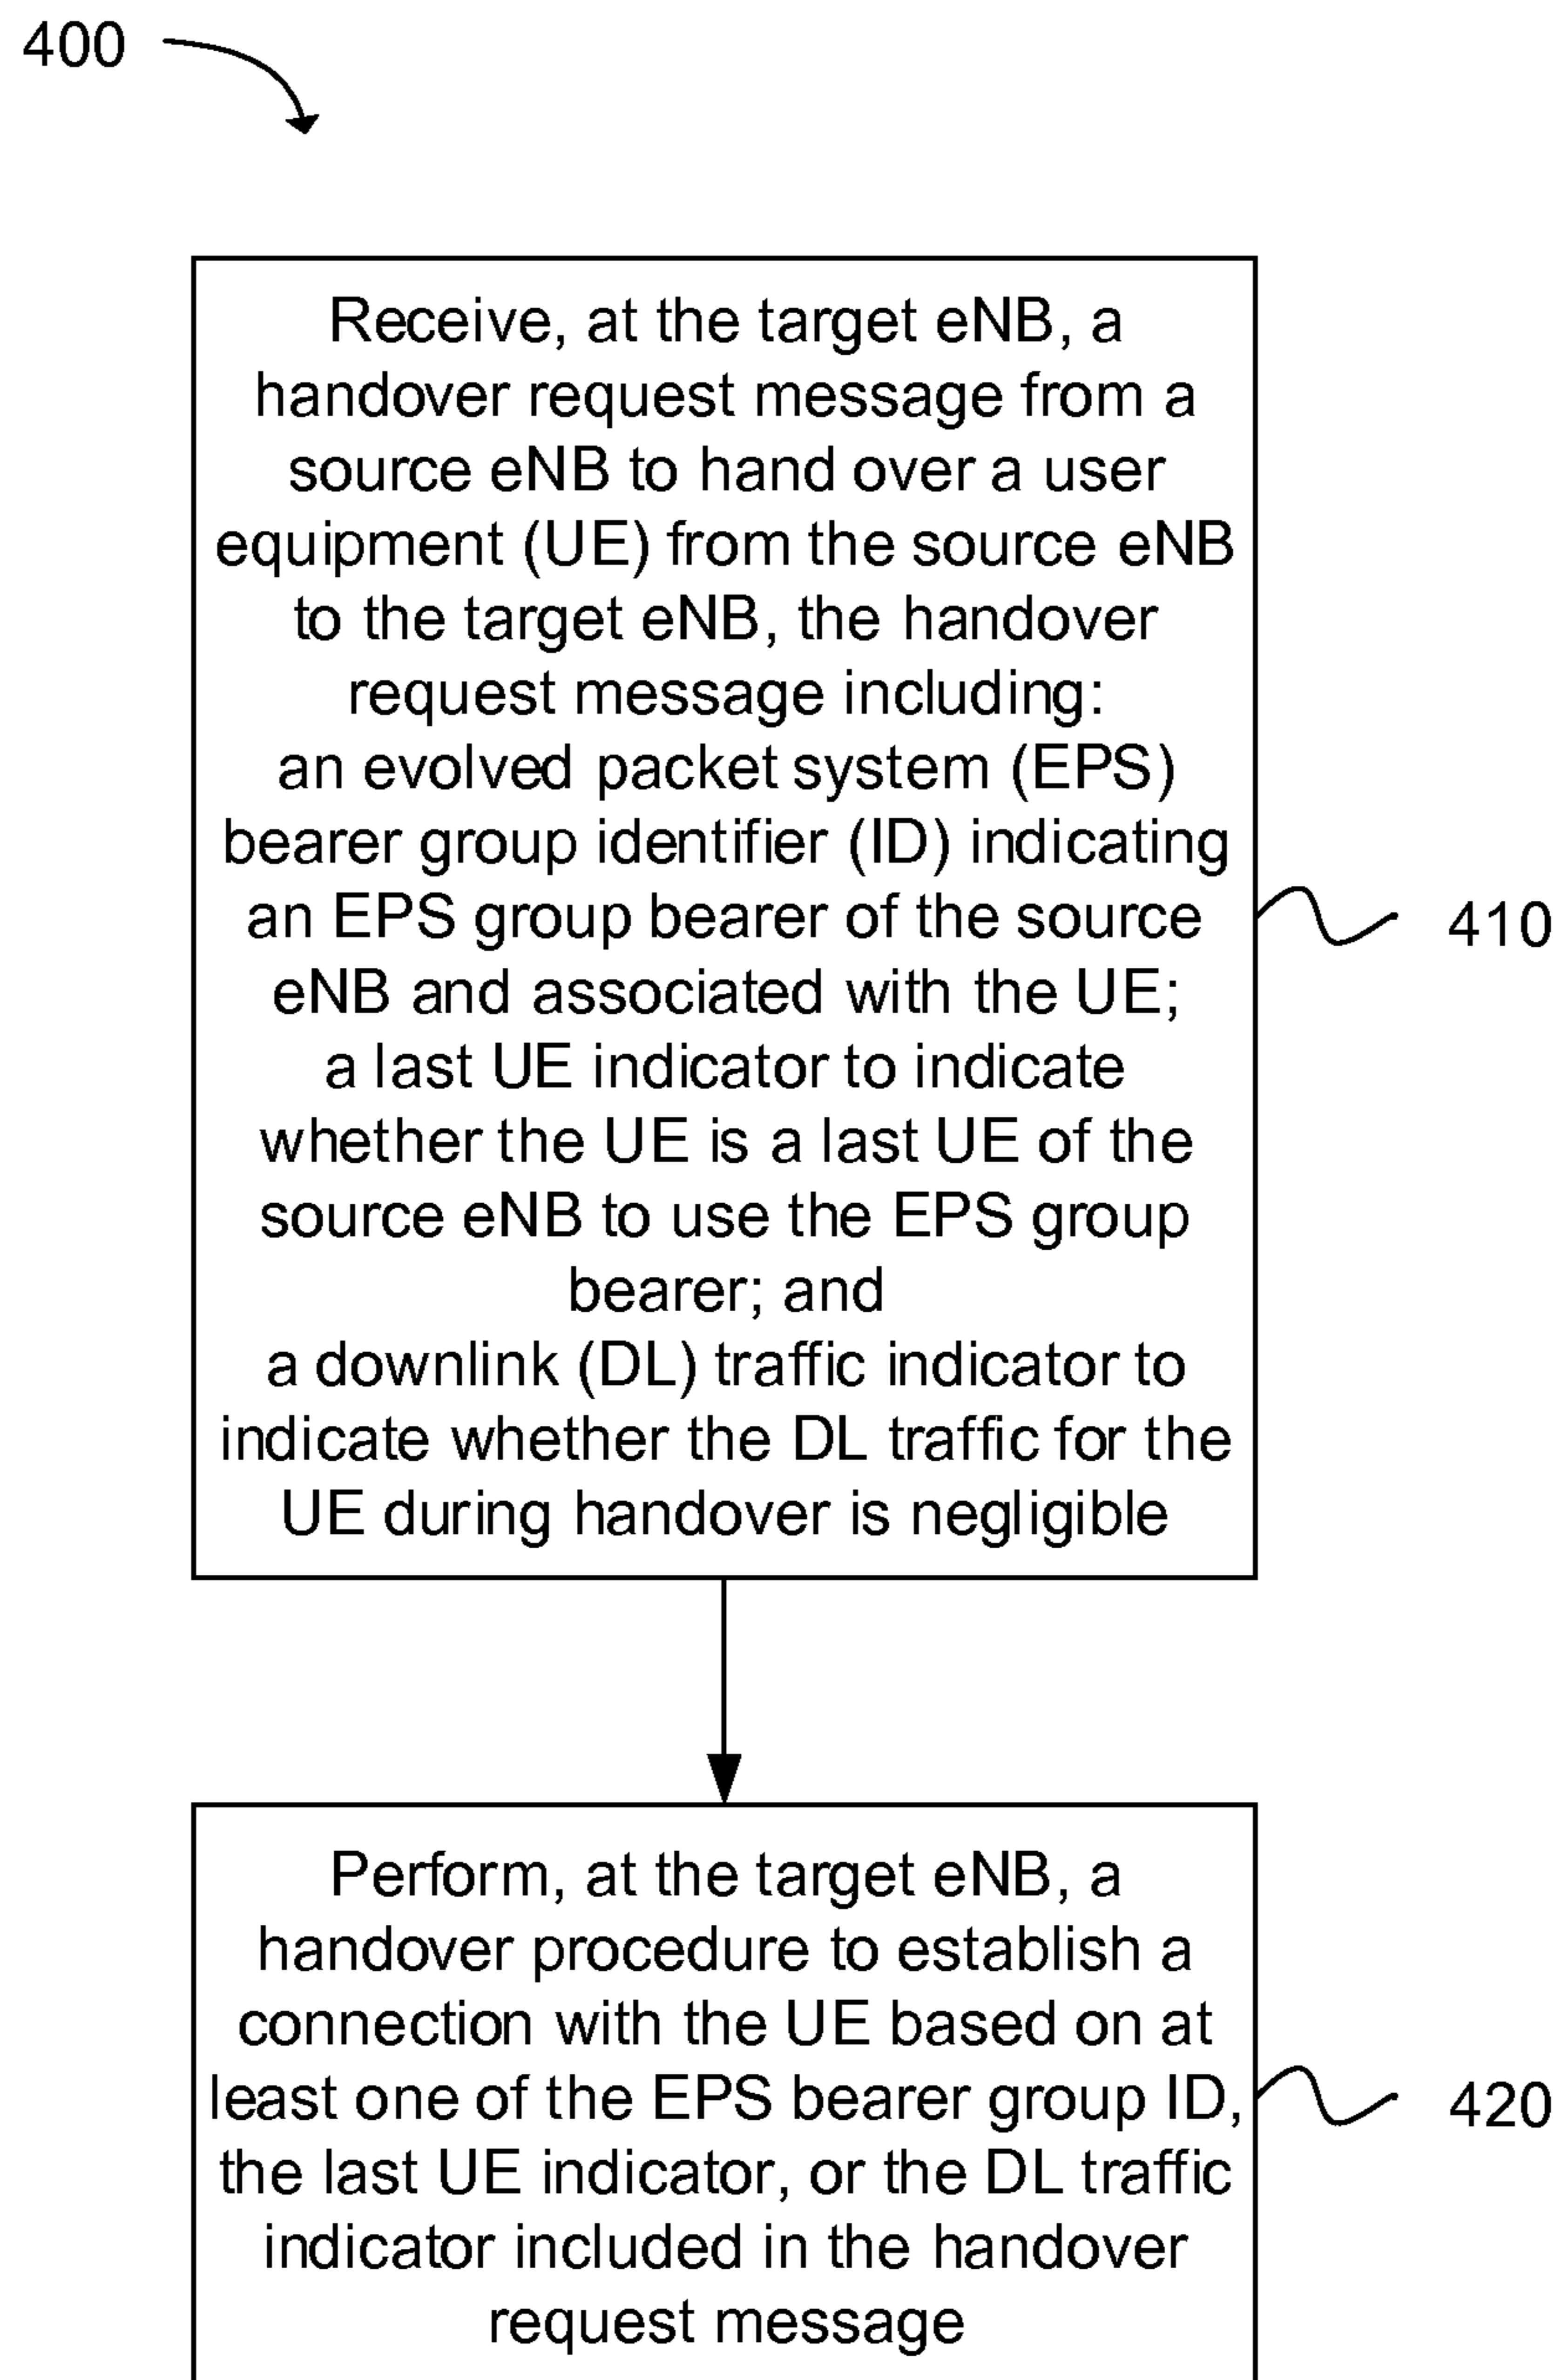 400
Receive, at the target eNB, a
handover request message from a
source eNB to hand over a user
equipment (UE) from the source eNB
to the target eNB, the handover
request message including:
an evolved packet system (EPS)
bearer group identifier (ID) indicating
an EPS group bearer of the source
eNB and associated with the UE;
a last UE indicator to indicate
whether the UE is a last UE of the
source eNB to use the EPS group
bearer; and
a downlink (DL) traffic indicator to
indicate whether the DL traffic for the
UE during handover is negligible
410
Perform, at the target eNB, a
handover procedure to establish a
connection with the UE based on at
least one of the EPS bearer group ID,
the last UE indicator, or the DL traffic
indicator included in the handover
request message
420